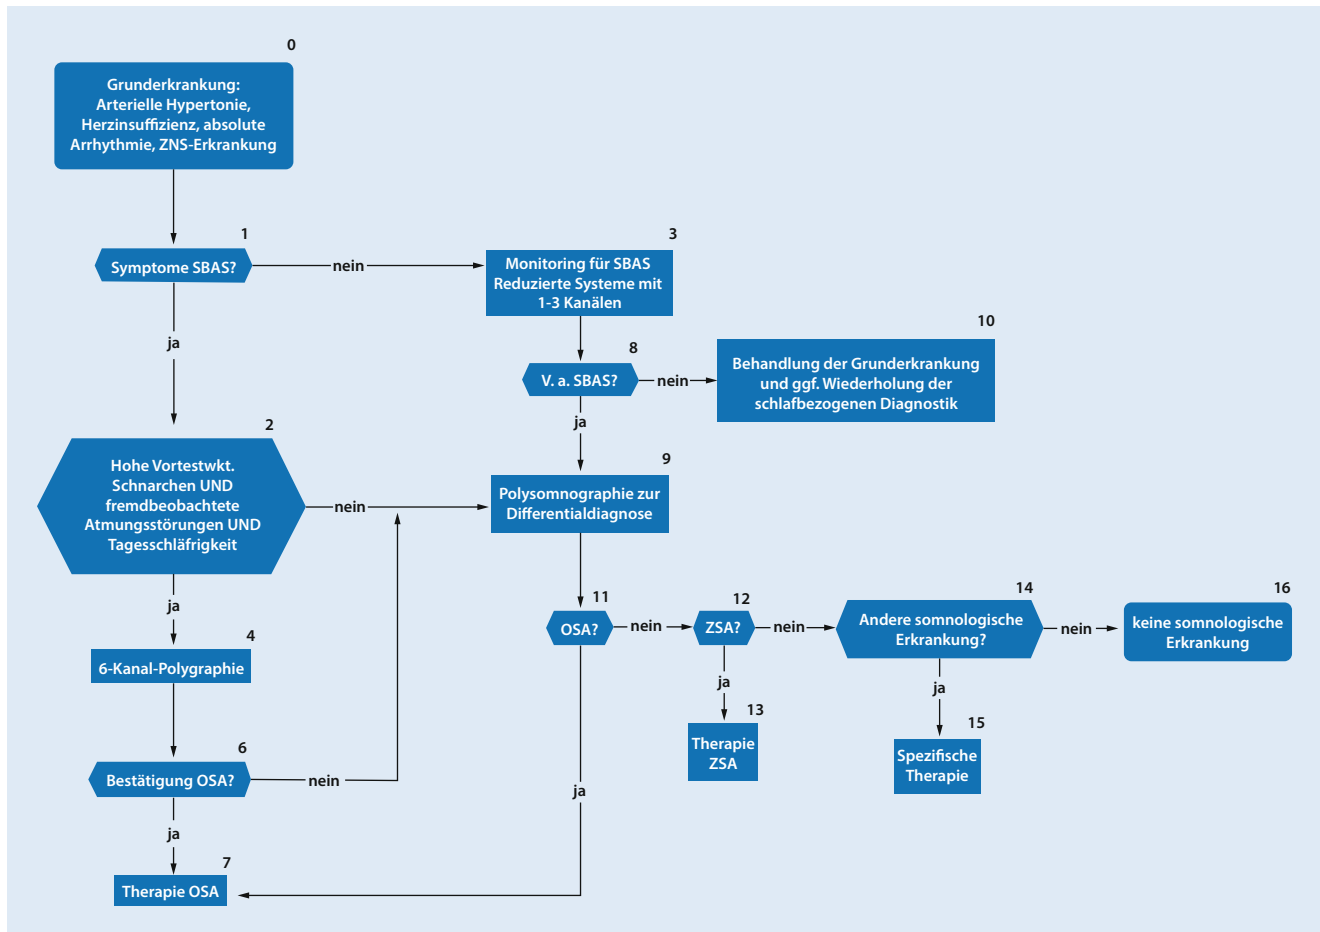 0
Grunderkrankung:
Arterielle Hypertonie,
Herzinsuffizienz, absolute
Arrhythmie, ZNS-Erkrankung
1
Symptome SBAS?
nein
3
Monitoring für SBAS
Reduzierte Systeme mit
1-3 Kanälen
ja
8
V. a. SBAS?
nein
10
Behandlung der Grunderkrankung
und ggf. Wiederholung der
schlafbezogenen Diagnostik
ja
2
Hohe Vortestwkt.
Schnarchen UND
fremdbeobachtete
Atmungsstörungen UND
Tagesschläfrigkeit
nein
9
Polysomnographie zur
Differentialdiagnose
ja
4
6-Kanal-Polygraphie
11
OSA?
nein
12
ZSA?
nein
14
Andere somnologische
Erkrankung?
nein
16
keine somnologische
Erkrankung
ja
13
Therapie
ZSA
ja
15
Spezifische
Therapie
6
Bestätigung OSA?
nein
ja
ja
7
Therapie OSA